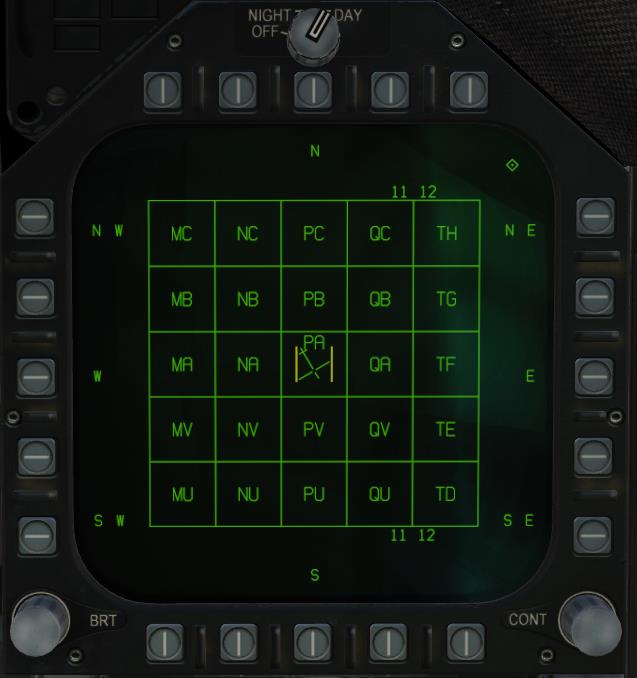 NIGHT DAY
OFF
N
11 12
N W N E
MC NC PC QC TH
MB NB PB QB TG
PA
MA NA QA TF
W E
MV NV PV QV TE
MU NU PU QU TD
S W S E
11 12
S
BRT CONT